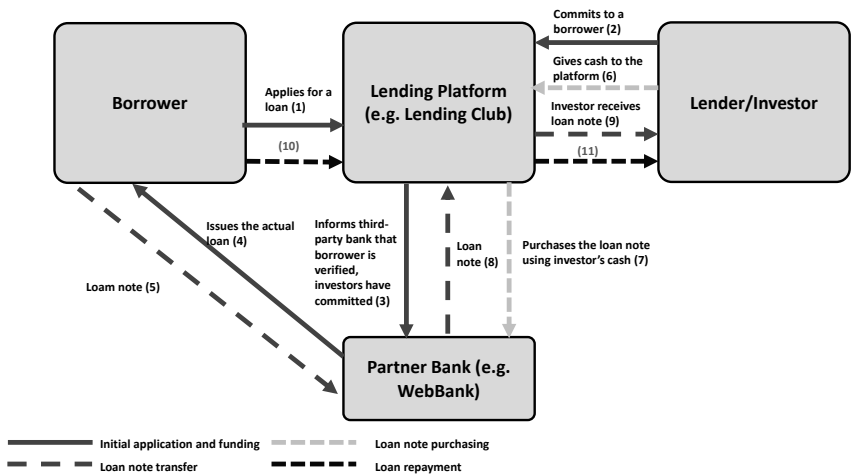 Commits to a
borrower (2)
Gives cash to the
platform (6)
Borrower
Applies for a
loan (1)
Lending Platform
(e.g. Lending Club)
Lender/Investor
Investor receives
loan note (9)
(10)
(11)
Issues the actual
loan (4)
Informs third-
party bank that
borrower is
verified,
investors have
committed (3)
Loan
note (8)
Purchases the loan note
using investor's cash (7)
Loam note (5)
Partner Bank (e.g.
WebBank)
Initial application and funding
Loan note purchasing
Loan note transfer
Loan repayment